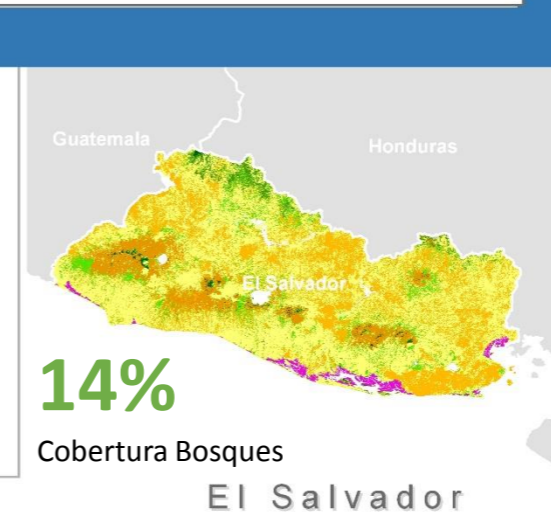 Guatemala
Honduras
El Salvador
14%
Cobertura Bosques
El Salvador